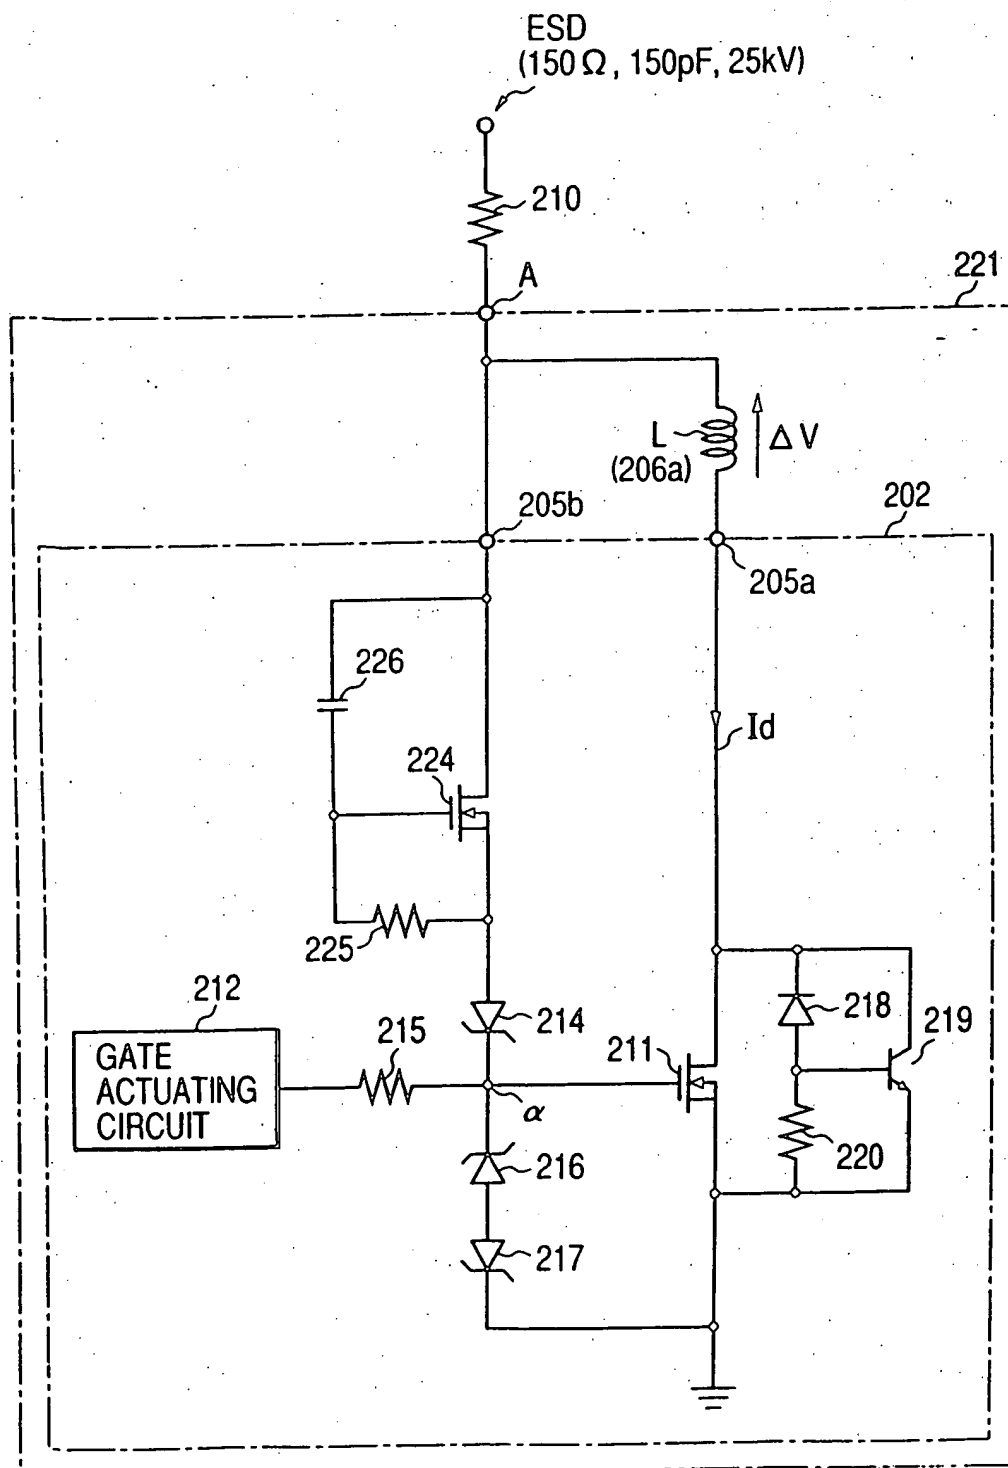 ESD
(150Ω, 150pF, 25kV)
210
A
221
L
(206a)
ΔV
205b
202
205a
226
Id
224
225
212
GATE
ACTUATING
CIRCUIT
215
214
211
218
219
α
216
220
217